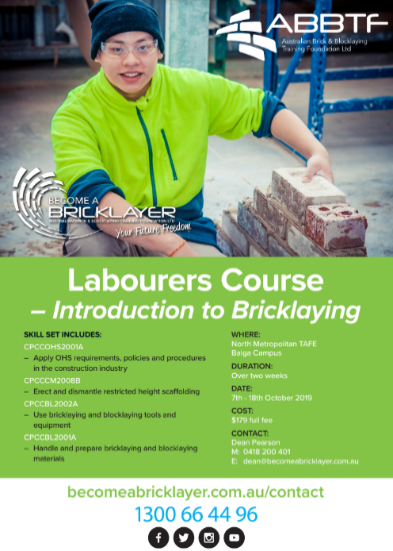 ABBTF
Australian Brick & Blocklaying
Training Foundation Ltd
BECOME A
BRICKLAYER
Your Future, Freedom
Labourers Course
– Introduction to Bricklaying
SKILL SET INCLUDES:
CPCCOHS2001A
– Apply OHS requirements, policies and procedures
in the construction industry
CPCCCM2008B
– Erect and dismantle restricted height scaffolding
CPCCBL2002A
– Use bricklaying and blocklaying tools and
equipment
CPCCBL2001A
– Handle and prepare bricklaying and blocklaying
materials
WHERE:
North Metropolitan TAFE
Balga Campus
DURATION:
Over two weeks
DATE:
7th - 18th October 2019
COST:
$179 full fee
CONTACT:
Dean Pearson
M: 0418 200 401
E: dean@becomeabricklayer.com.au
becomeabricklayer.com.au/contact
1300 66 44 96